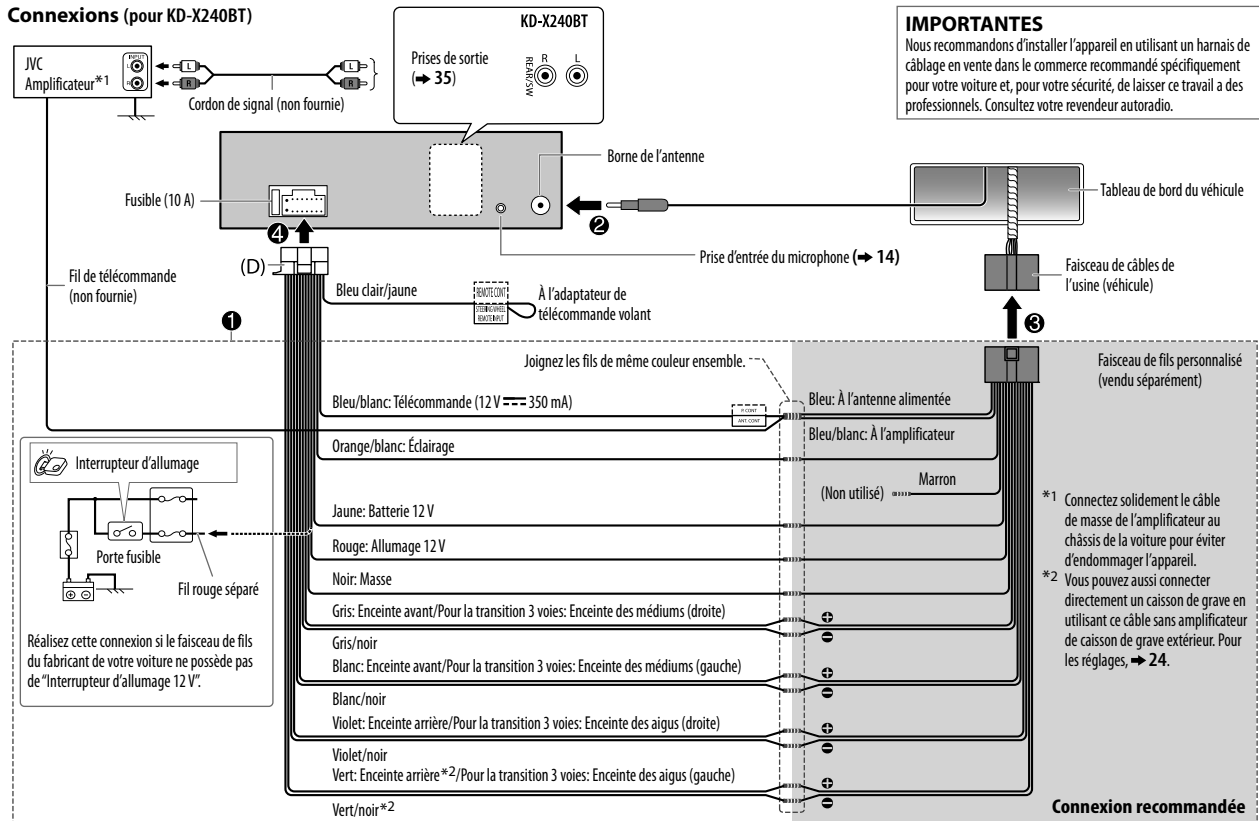 Connexions (pour KD-X240BT)
KD-X240BT
Prises de sortie
(➜ 35)
REAR/SW
R
L
IMPORTANTES
Nous recommandons d'installer l'appareil en utilisant un harnais de
câblage en vente dans le commerce recommandé spécifiquement
pour votre voiture et, pour votre sécurité, de laisser ce travail a des
professionnels. Consultez votre revendeur autoradio.
JVC
Amplificateur*1
INPUT
L
R
L
R
L
R
Cordon de signal (non fournie)
Borne de l'antenne
Fusible (10 A)
Tableau de bord du véhicule
❷
❹
Prise d'entrée du microphone (➜ 14)
(D)
Faisceau de câbles de
l'usine (véhicule)
Fil de télécommande
(non fournie)
Bleu clair/jaune
REMOTE CONT
STEERING WHEEL
REMOTE INPUT
À l'adaptateur de
télécommande volant
❶
❸
Joignez les fils de même couleur ensemble.
Faisceau de fils personnalisé
(vendu séparément)
Bleu/blanc: Télécommande (12 V ⎓ 350 mA)
P. CONT
ANT. CONT
Bleu: À l'antenne alimentée
Bleu/blanc: À l'amplificateur
Orange/blanc: Éclairage
Interrupteur d'allumage
(Non utilisé)
Marron
Porte fusible
Fil rouge séparé
Réalisez cette connexion si le faisceau de fils
du fabricant de votre voiture ne possède pas
de "Interrupteur d'allumage 12 V".
Jaune: Batterie 12 V
Rouge: Allumage 12 V
Noir: Masse
Gris: Enceinte avant/Pour la transition 3 voies: Enceinte des médiums (droite)
Gris/noir
Blanc: Enceinte avant/Pour la transition 3 voies: Enceinte des médiums (gauche)
Blanc/noir
Violet: Enceinte arrière/Pour la transition 3 voies: Enceinte des aigus (droite)
Violet/noir
Vert: Enceinte arrière*2/Pour la transition 3 voies: Enceinte des aigus (gauche)
Vert/noir*2
*1 Connectez solidement le câble
de masse de l'amplificateur au
châssis de la voiture pour éviter
d'endommager l'appareil.
*2 Vous pouvez aussi connecter
directement un caisson de grave en
utilisant ce câble sans amplificateur
de caisson de grave extérieur. Pour
les réglages, ➜ 24.
Connexion recommandée